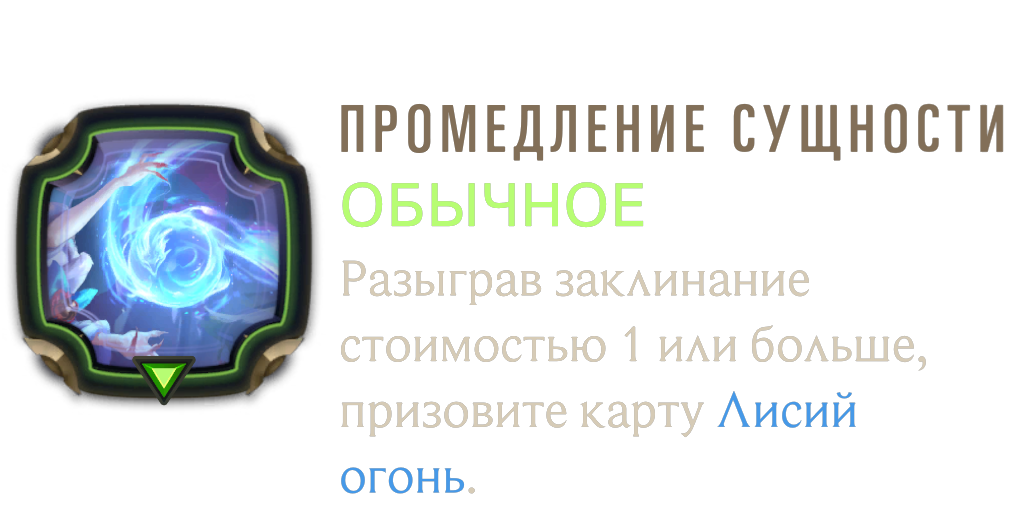 ПРОМЕДЛЕНИЕ СУЩНОСТИ
ОБЫЧНОЕ
Разыграв заклинание
стоимостью 1 или больше,
призовите карту Лисий
огонь.